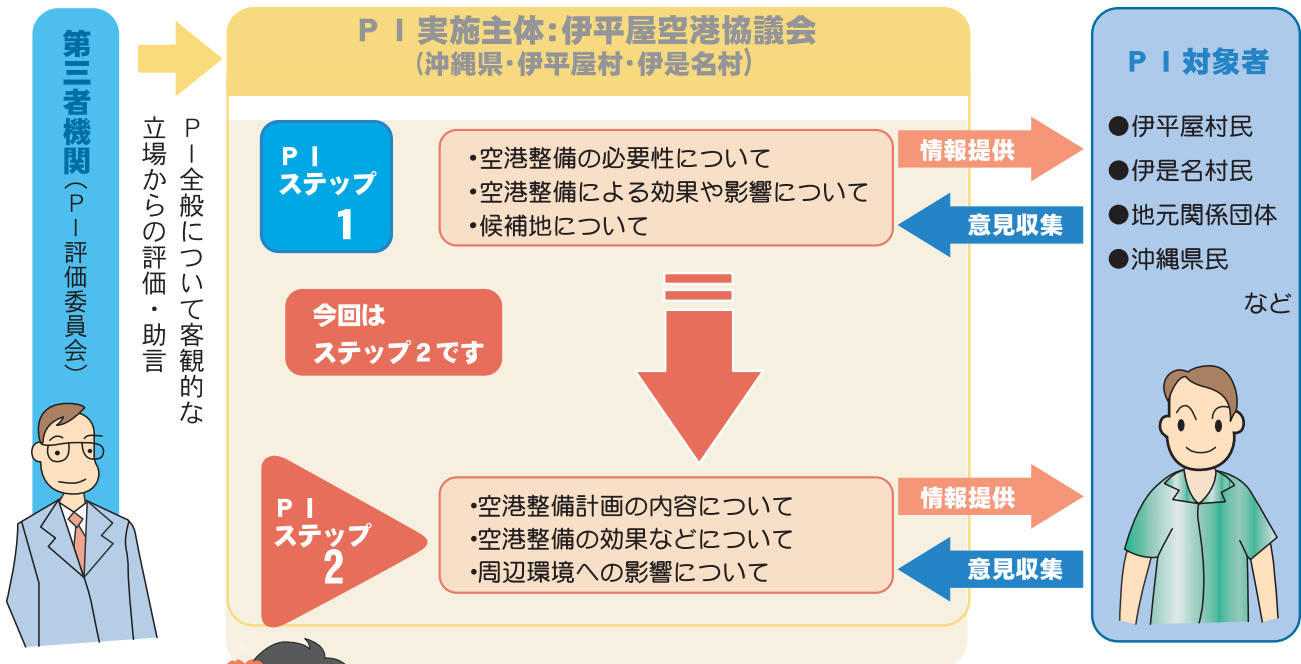 第三者機関(PI評価委員会)
PI全般について客観的な
立場からの評価・助言
PI実施主体:伊平屋空港協議会
(沖縄県・伊平屋村・伊是名村)
PI
ステップ
1
・空港整備の必要性について
・空港整備による効果や影響について
・候補地について
情報提供
意見収集
今回は
ステップ2です
PI
ステップ
2
・空港整備計画の内容について
・空港整備の効果などについて
・周辺環境への影響について
情報提供
意見収集
PI対象者
●伊平屋村民
●伊是名村民
●地元関係団体
●沖縄県民
など